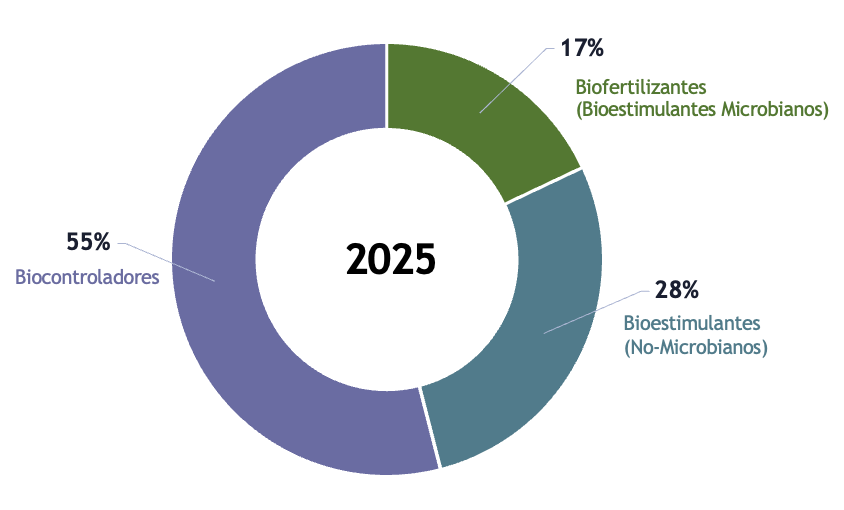 17%
Biofertilizantes
(Bioestimulantes Microbianos)
55%
Biocontroladores
2025
28%
Bioestimulantes
(No-Microbianos)